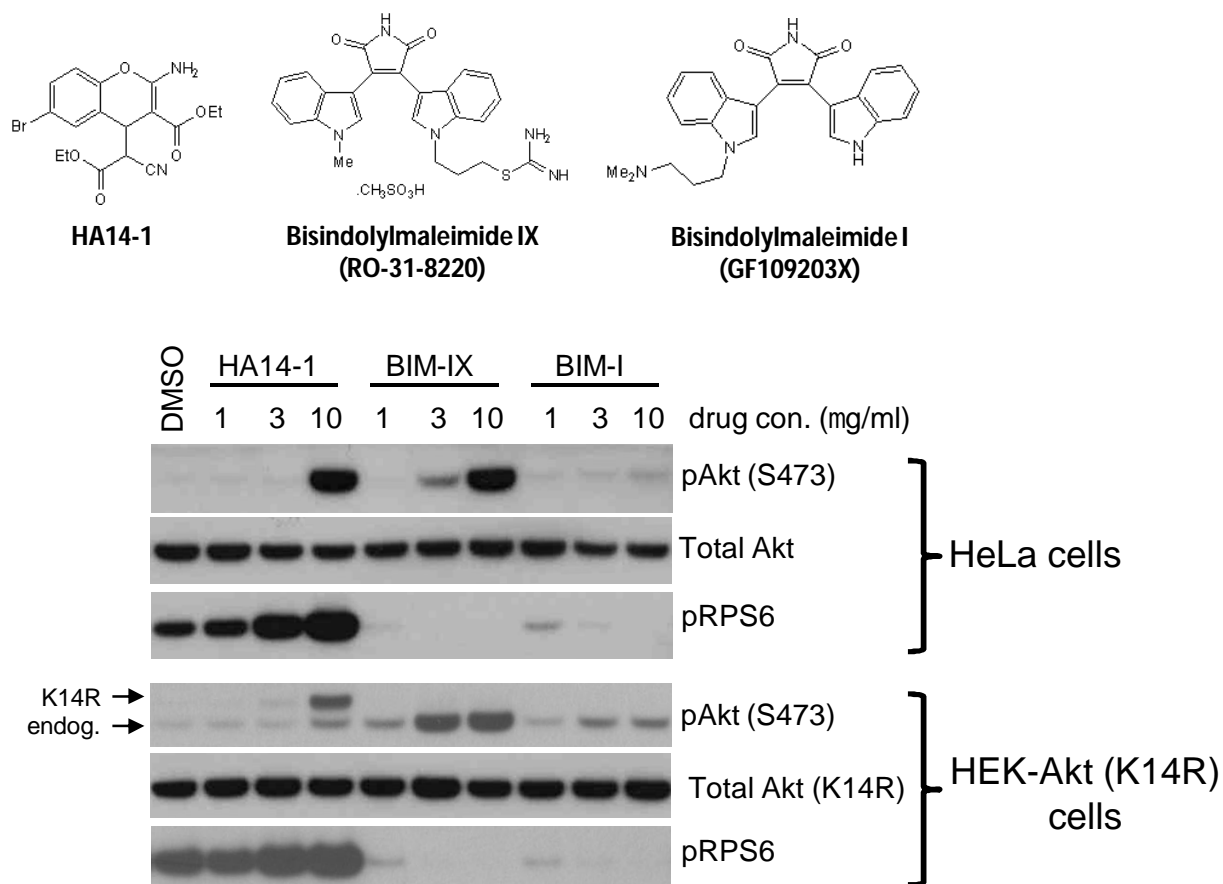 NH
O O
O NH2
Br
OEt
O
EtO
CN
O
N
Me
N
NH2
S NH
.CH3SO3H
NH
O O
N
N
H
Me2N
HA14-1
Bisindolylmaleimide IX
(RO-31-8220)
Bisindolylmaleimide I
(GF109203X)
DMSO
HA14-1 BIM-IX BIM-I
1 3 10 1 3 10 1 3 10 drug con. (mg/ml)
pAkt (S473)
Total Akt
pRPS6
HeLa cells
K14R
endog.
pAkt (S473)
Total Akt (K14R)
pRPS6
HEK-Akt (K14R)
cells